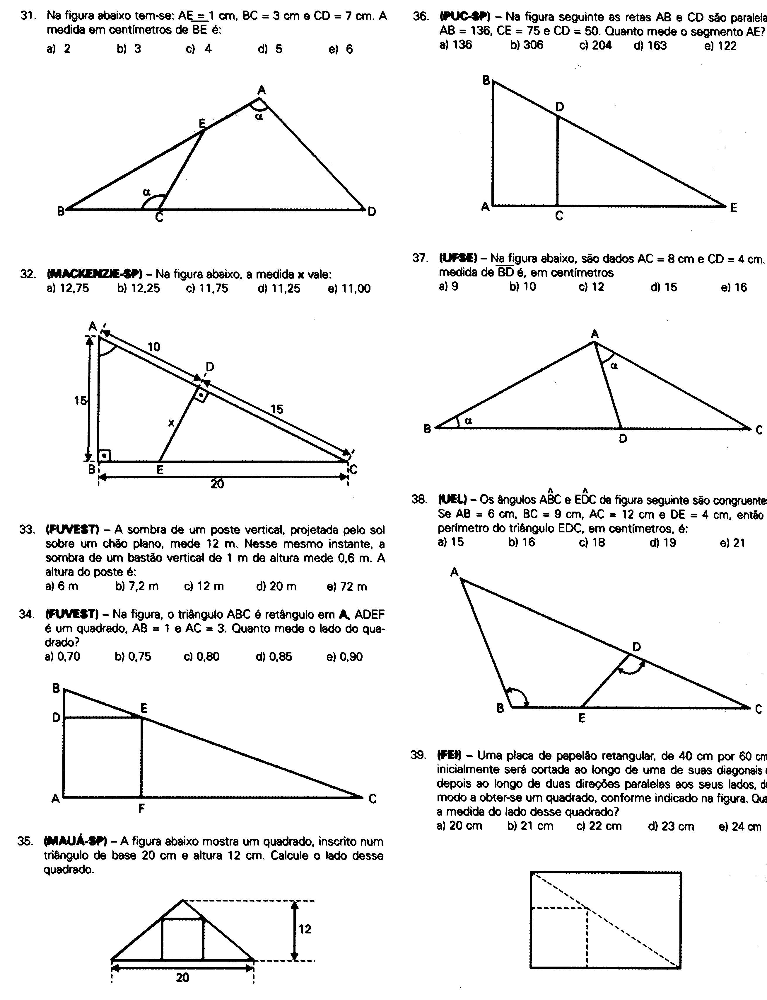 31. Na figura abaixo tem-se: AE = 1 cm, BC = 3 cm e CD = 7 cm. A
medida em centímetros de BE é:
a) 2 b) 3 c) 4 d) 5 e) 6
A
α
E
α
B
C
D
32. (MACKENZIE-SP) – Na figura abaixo, a medida x vale:
a) 12,75 b) 12,25 c) 11,75 d) 11,25 e) 11,00
A
10
D
15
15
x
B
E
C
20
33. (FUVEST) – A sombra de um poste vertical, projetada pelo sol
sobre um chão plano, mede 12 m. Nesse mesmo instante, a
sombra de um bastão vertical de 1 m de altura mede 0,6 m. A
altura do poste é:
a) 6 m b) 7,2 m c) 12 m d) 20 m e) 72 m
34. (FUVEST) – Na figura, o triângulo ABC é retângulo em A, ADEF
é um quadrado, AB = 1 e AC = 3. Quanto mede o lado do qua-
drado?
a) 0,70 b) 0,75 c) 0,80 d) 0,85 e) 0,90
B
E
D
A
F
C
35. (MAUÁ-SP) – A figura abaixo mostra um quadrado, inscrito num
triângulo de base 20 cm e altura 12 cm. Calcule o lado desse
quadrado.
12
20
36. (PUC-SP) – Na figura seguinte as retas AB e CD são paralela
AB = 136, CE = 75 e CD = 50. Quanto mede o segmento AE?
a) 136 b) 306 c) 204 d) 163 e) 122
B
D
A
C
E
37. (UFSE) – Na figura abaixo, são dados AC = 8 cm e CD = 4 cm.
medida de BD é, em centímetros
a) 9 b) 10 c) 12 d) 15 e) 16
A
α
B
α
D
C
38. (UEL) – Os ângulos AB̂C e ED̂C da figura seguinte são congruente
Se AB = 6 cm, BC = 9 cm, AC = 12 cm e DE = 4 cm, então
perímetro do triângulo EDC, em centímetros, é:
a) 15 b) 16 c) 18 d) 19 e) 21
A
D
B
E
C
39. (FEI) – Uma placa de papelão retangular, de 40 cm por 60 cm
inicialmente será cortada ao longo de uma de suas diagonais
depois ao longo de duas direções paralelas aos seus lados, de
modo a obter-se um quadrado, conforme indicado na figura. Qua
a medida do lado desse quadrado?
a) 20 cm b) 21 cm c) 22 cm d) 23 cm e) 24 cm